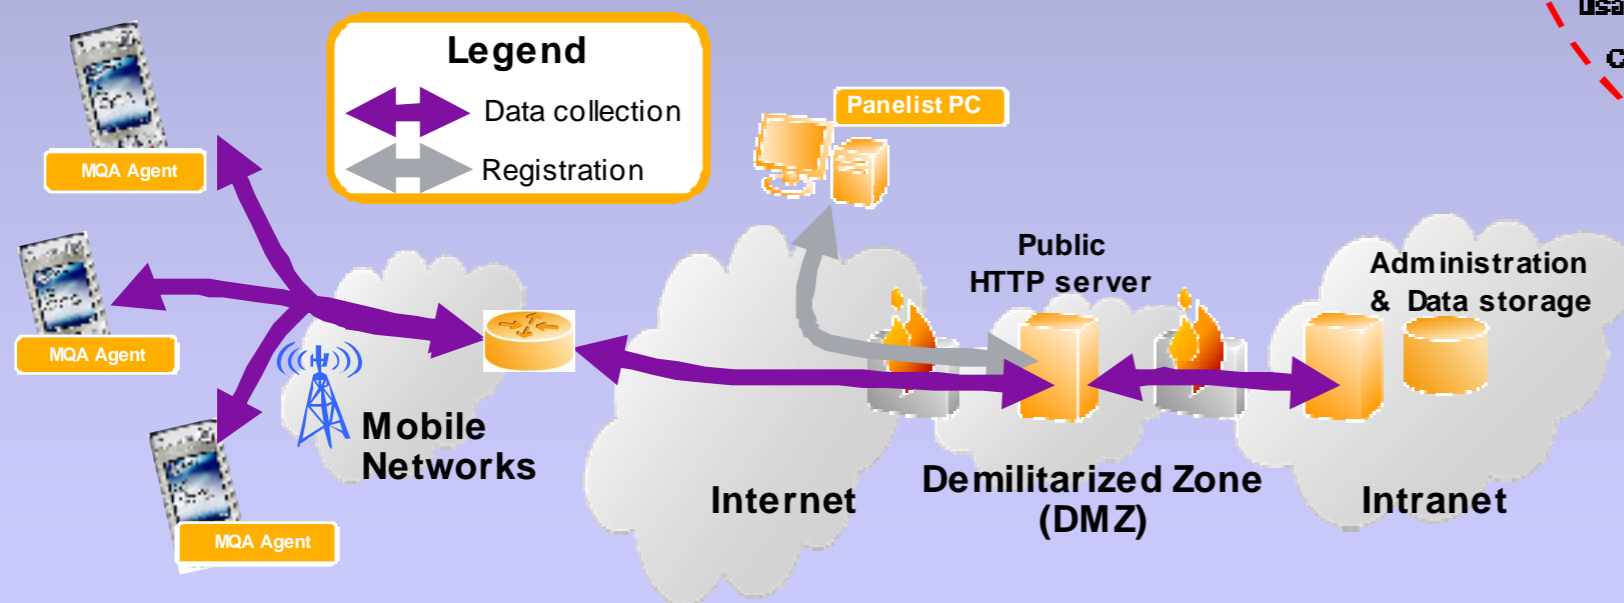 Legend
Data collection
Registration
MQA Agent
Panelist PC
MQA Agent
MQA Agent
Mobile
Networks
Internet
Public
HTTP server
Demilitarized Zone
(DMZ)
Administration
& Data storage
Intranet